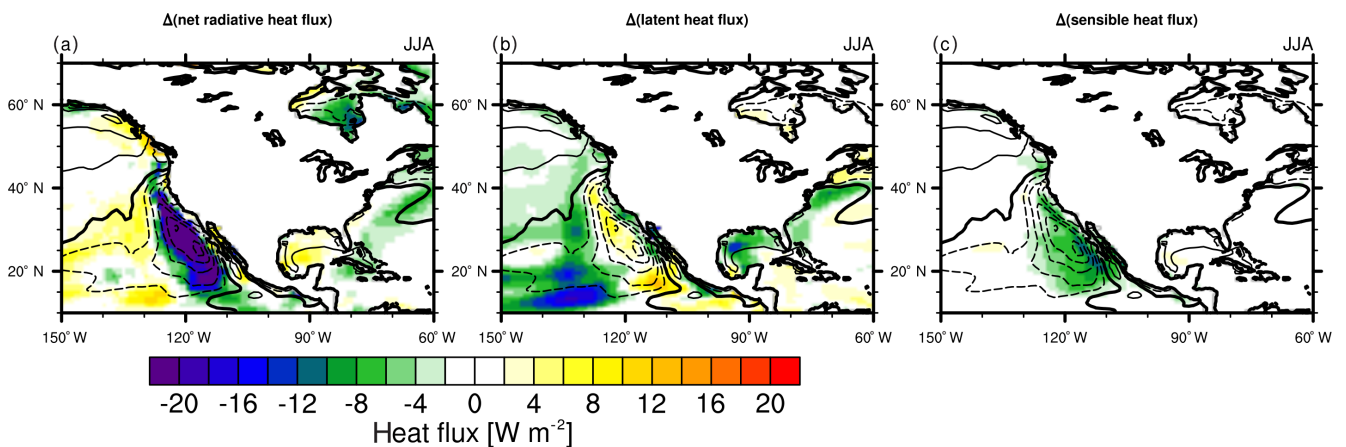 Δ(net radiative heat flux) Δ(latent heat flux) Δ(sensible heat flux)
(a) JJA (b) JJA (c) JJA
60° N 60° N 60° N
40° N 40° N 40° N
20° N 20° N 20° N
150° W 120° W 90° W 60° W 150° W 120° W 90° W 60° W 150° W 120° W 90° W 60° W
-20 -16 -12 -8 -4 0 4 8 12 16 20
Heat flux [W m⁻²]